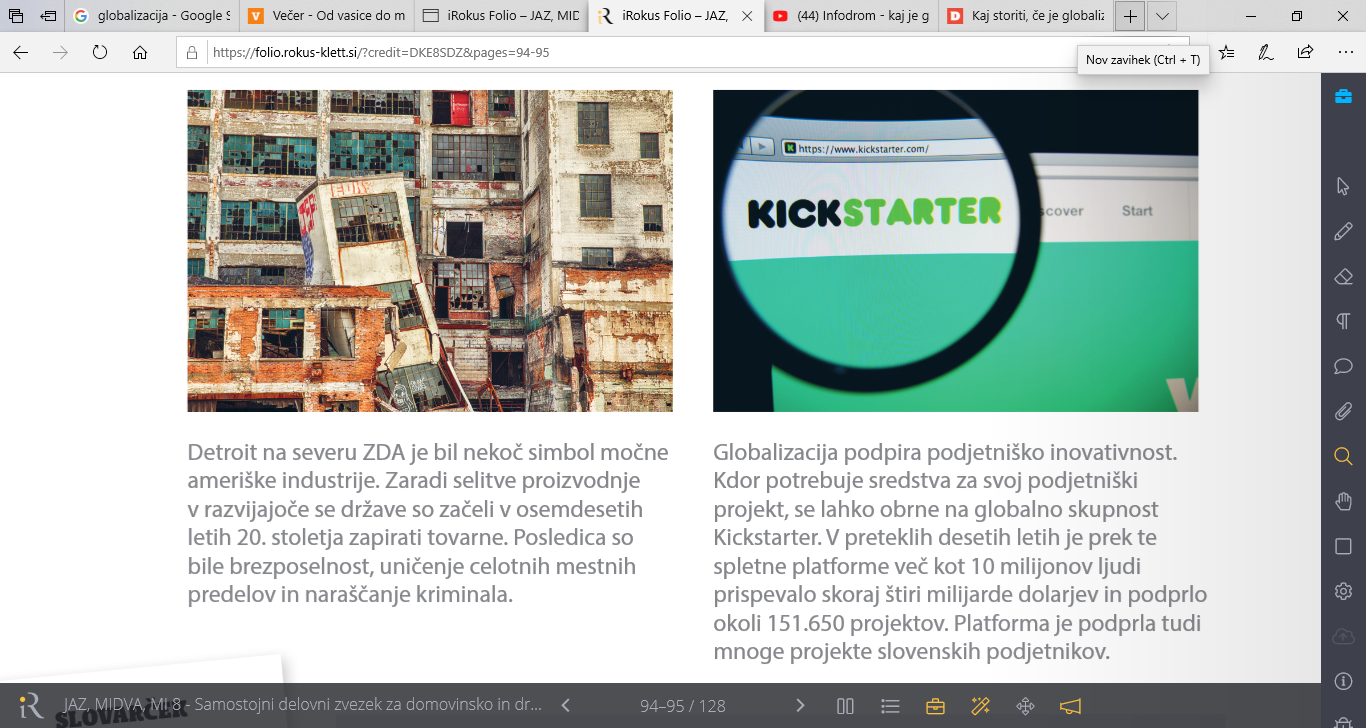 globalizacija - Google S
Večer - Od vasice do m
iRokus Folio – JAZ, MID
iRokus Folio – JAZ,
(44) Infodrom - kaj je g
Kaj storiti, če je globaliz
https://folio.rokus-klett.si/?credit=DKE8SDZ&pages=94-95
Nov zavihek (Ctrl + T)
https://www.kickstarter.com/
KICKSTARTER
scover Start
Detroit na severu ZDA je bil nekoč simbol močne
ameriške industrije. Zaradi selitve proizvodnje
v razvijajoče se države so začeli v osemdesetih
letih 20. stoletja zapirati tovarne. Posledica so
bile brezposelnost, uničenje celotnih mestnih
predelov in naraščanje kriminala.
Globalizacija podpira podjetniško inovativnost.
Kdor potrebuje sredstva za svoj podjetniški
projekt, se lahko obrne na globalno skupnost
Kickstarter. V preteklih desetih letih je prek te
spletne platforme več kot 10 milijonov ljudi
prispevalo skoraj štiri milijarde dolarjev in podprlo
okoli 151.650 projektov. Platforma je podprla tudi
mnoge projekte slovenskih podjetnikov.
SLOVARČEK
JAZ, MIDVA, MI 8 - Samostojni delovni zvezek za domovinsko in dr...
94–95 / 128